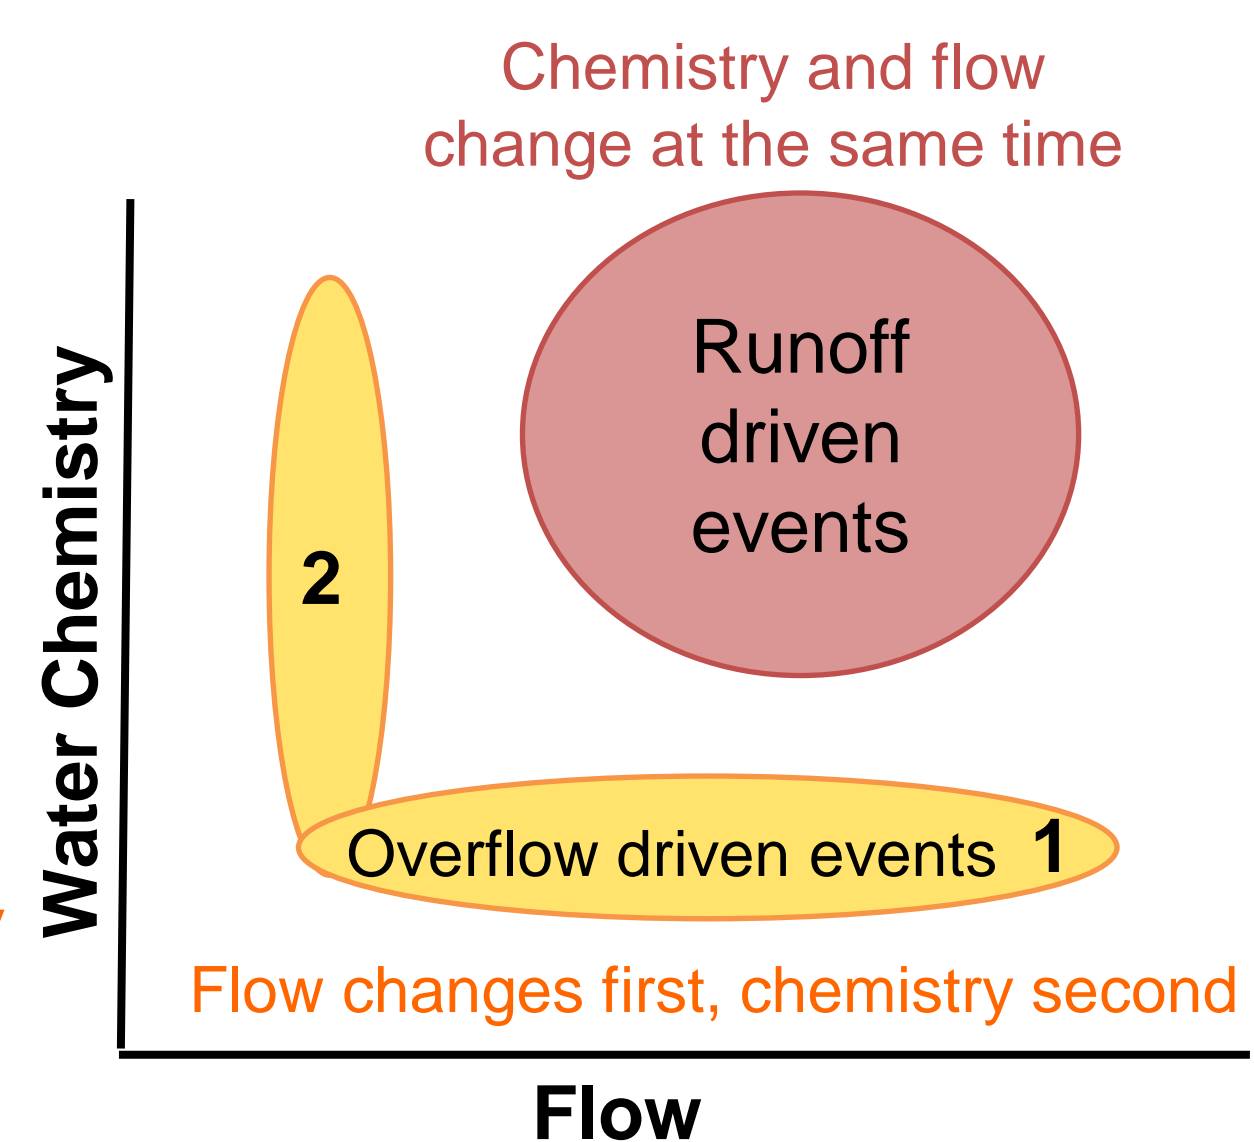 Chemistry and flow
change at the same time
Runoff
driven
events
2
Overflow driven events 1
Water Chemistry
Flow changes first, chemistry second
Flow